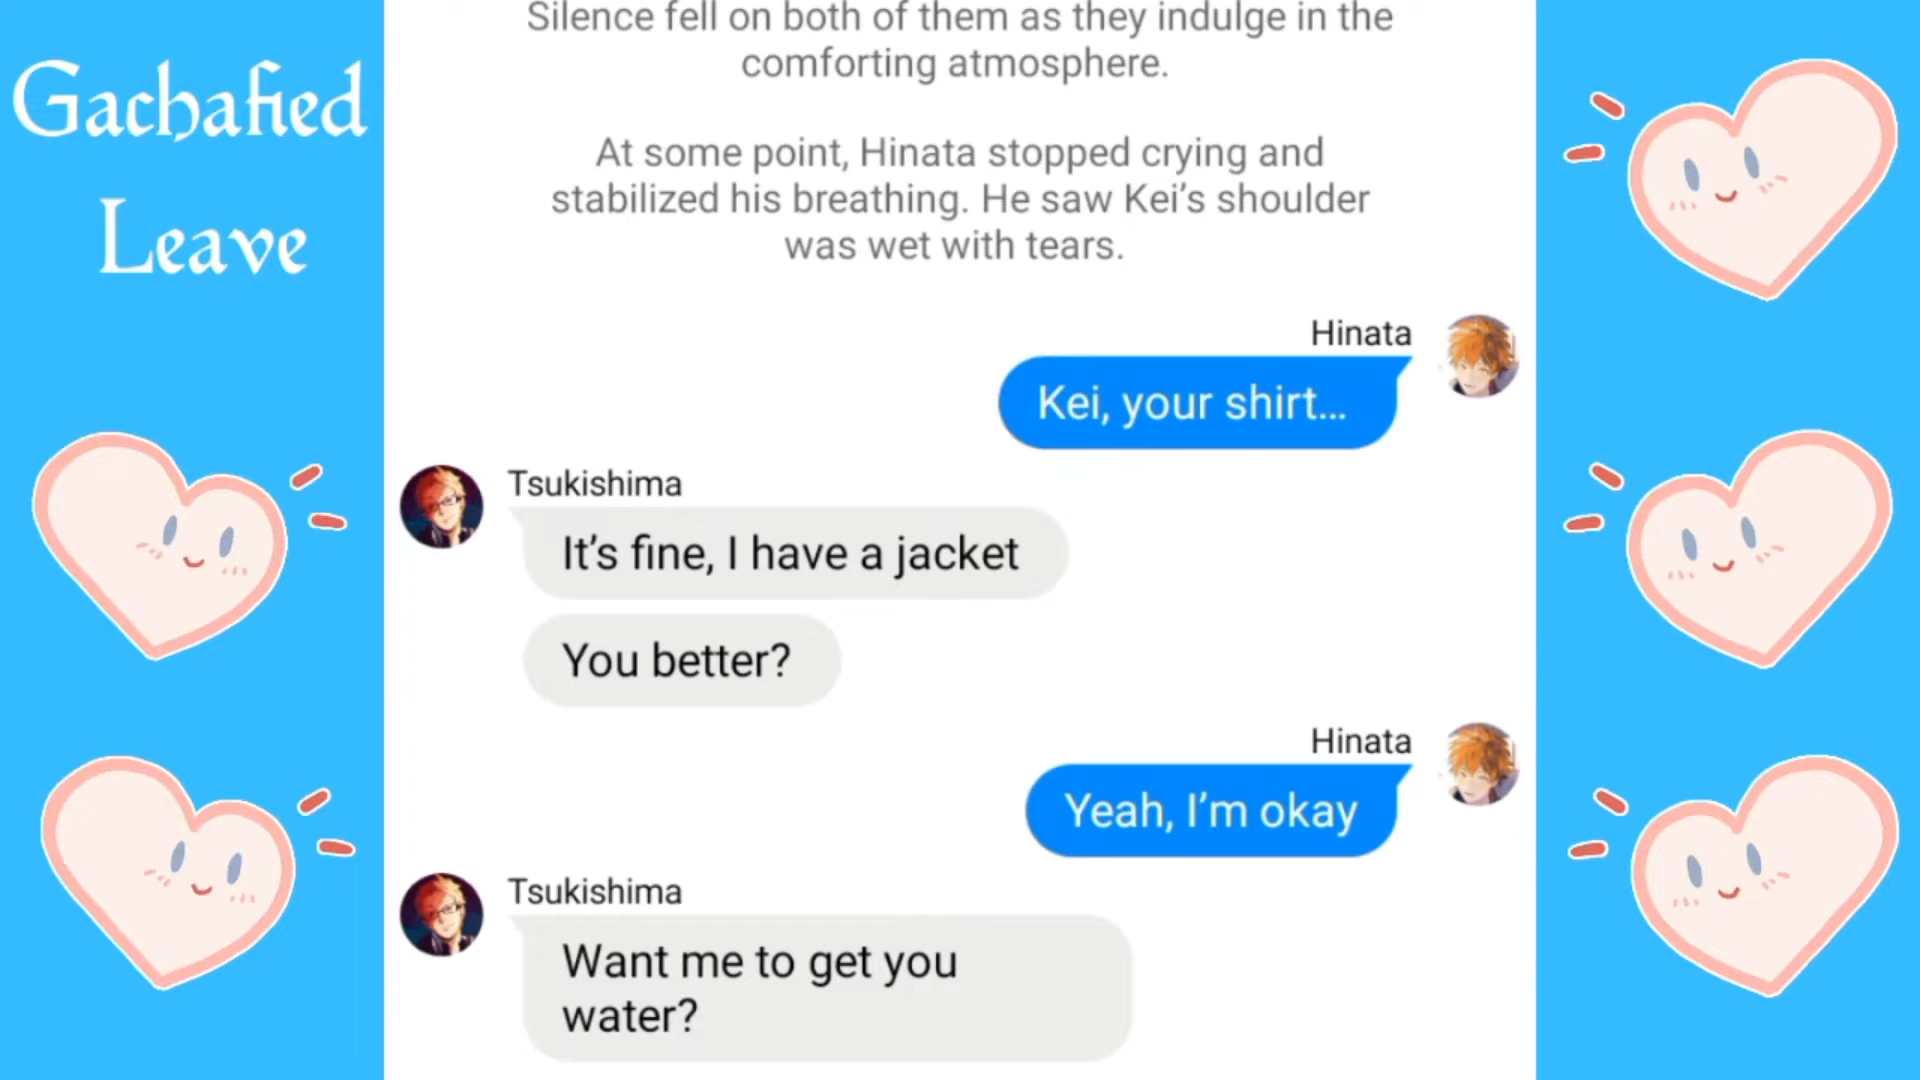 Gachafied
Leave
Silence fell on both of them as they indulge in the
comforting atmosphere.
At some point, Hinata stopped crying and
stabilized his breathing. He saw Kei’s shoulder
was wet with tears.
Hinata
Kei, your shirt...
Tsukishima
It’s fine, I have a jacket
You better?
Hinata
Yeah, I’m okay
Tsukishima
Want me to get you
water?